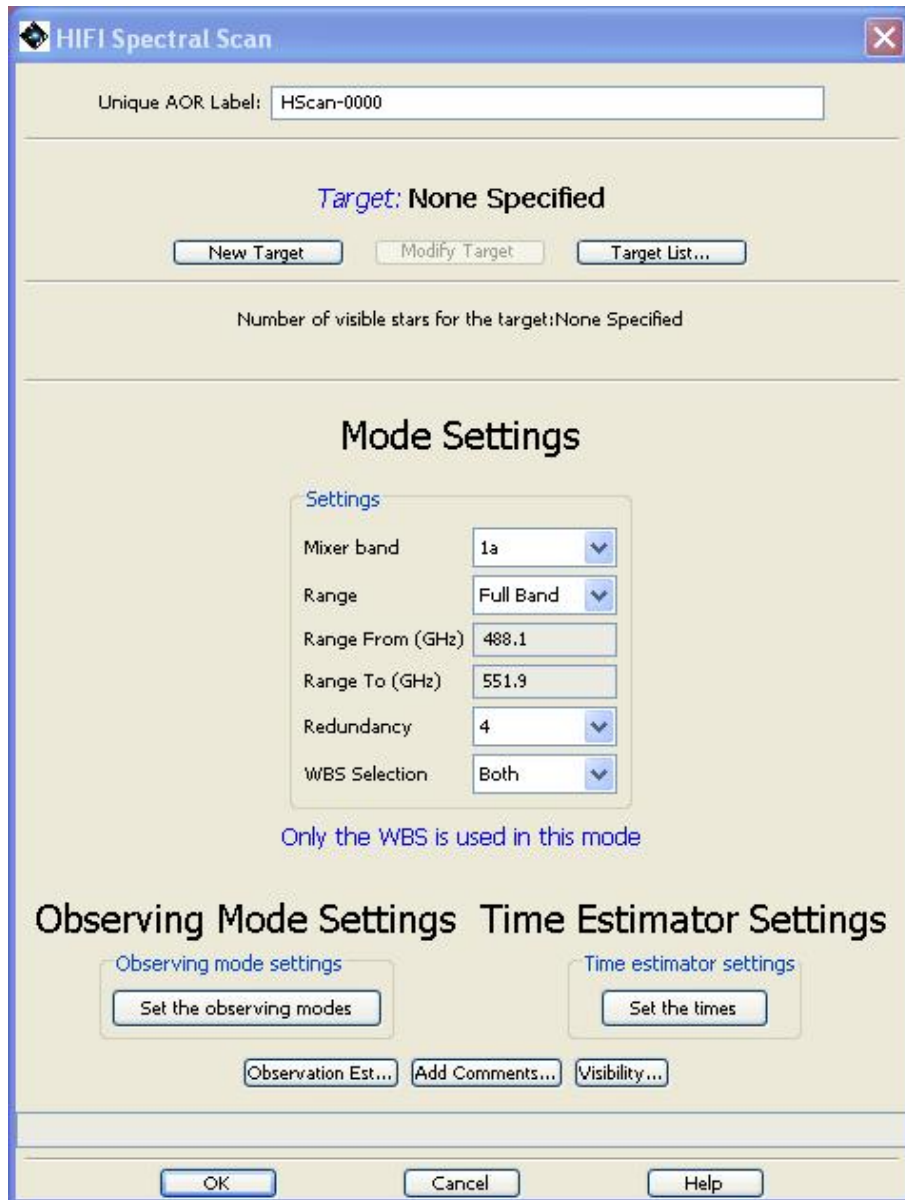 HIFI Spectral Scan
Unique AOR Label: HScan-0000
Target: None Specified
New Target Modify Target Target List...
Number of visible stars for the target:None Specified
Mode Settings
Settings
Mixer band 1a
Range Full Band
Range From (GHz) 488.1
Range To (GHz) 551.9
Redundancy 4
WBS Selection Both
Only the WBS is used in this mode
Observing Mode Settings Time Estimator Settings
Observing mode settings Time estimator settings
Set the observing modes Set the times
Observation Est... Add Comments... Visibility...
OK Cancel Help